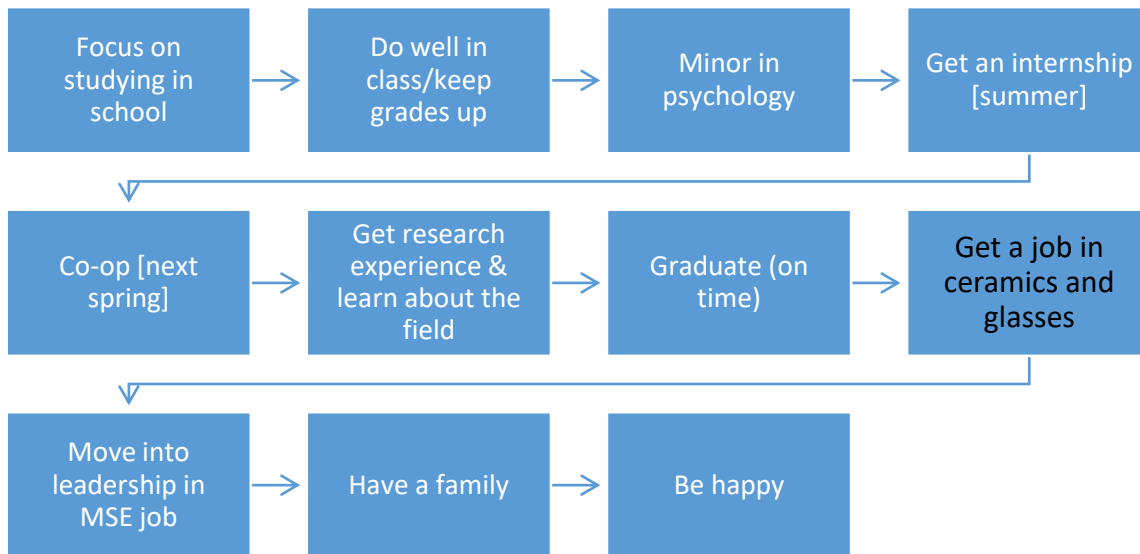 Focus on
studying in
school
Do well in
class/keep
grades up
Minor in
psychology
Get an internship
[summer]
Co-op [next
spring]
Get research
experience &
learn about the
field
Graduate (on
time)
Get a job in
ceramics and
glasses
Move into
leadership in
MSE job
Have a family
Be happy